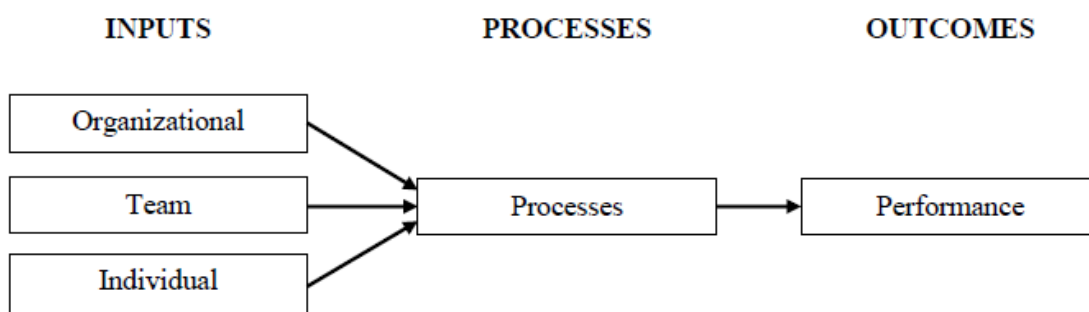 INPUTS PROCESSES OUTCOMES
Organizational
Team Processes Performance
Individual